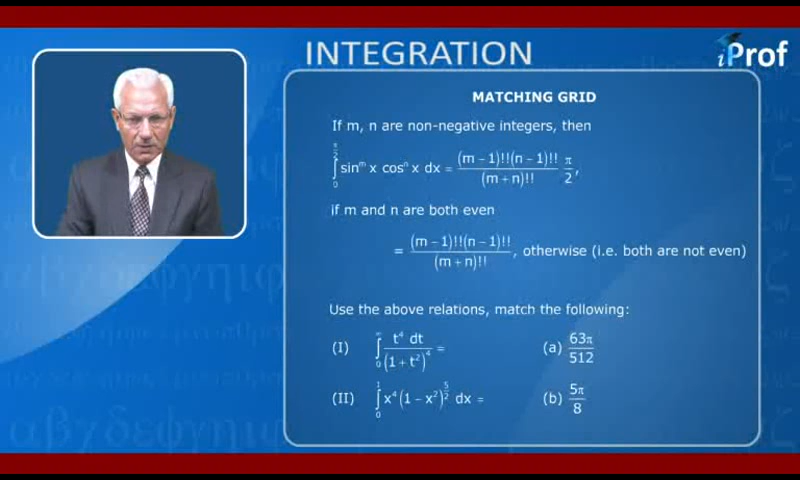 INTEGRATION
iProf
MATCHING GRID
If m, n are non-negative integers, then
∫₀^(π/2) sin^m x cos^n x dx = (m – 1)!!(n – 1)!! / (m + n)!! π/2,
if m and n are both even
= (m – 1)!!(n – 1)!! / (m + n)!!, otherwise (i.e. both are not even)
Use the above relations, match the following:
(I) ∫₀^∞ t⁴ dt / (1 + t²)⁴ = (a) 63π/512
(II) ∫₀¹ x⁴(1 – x²)^(5/2) dx = (b) 5π/8